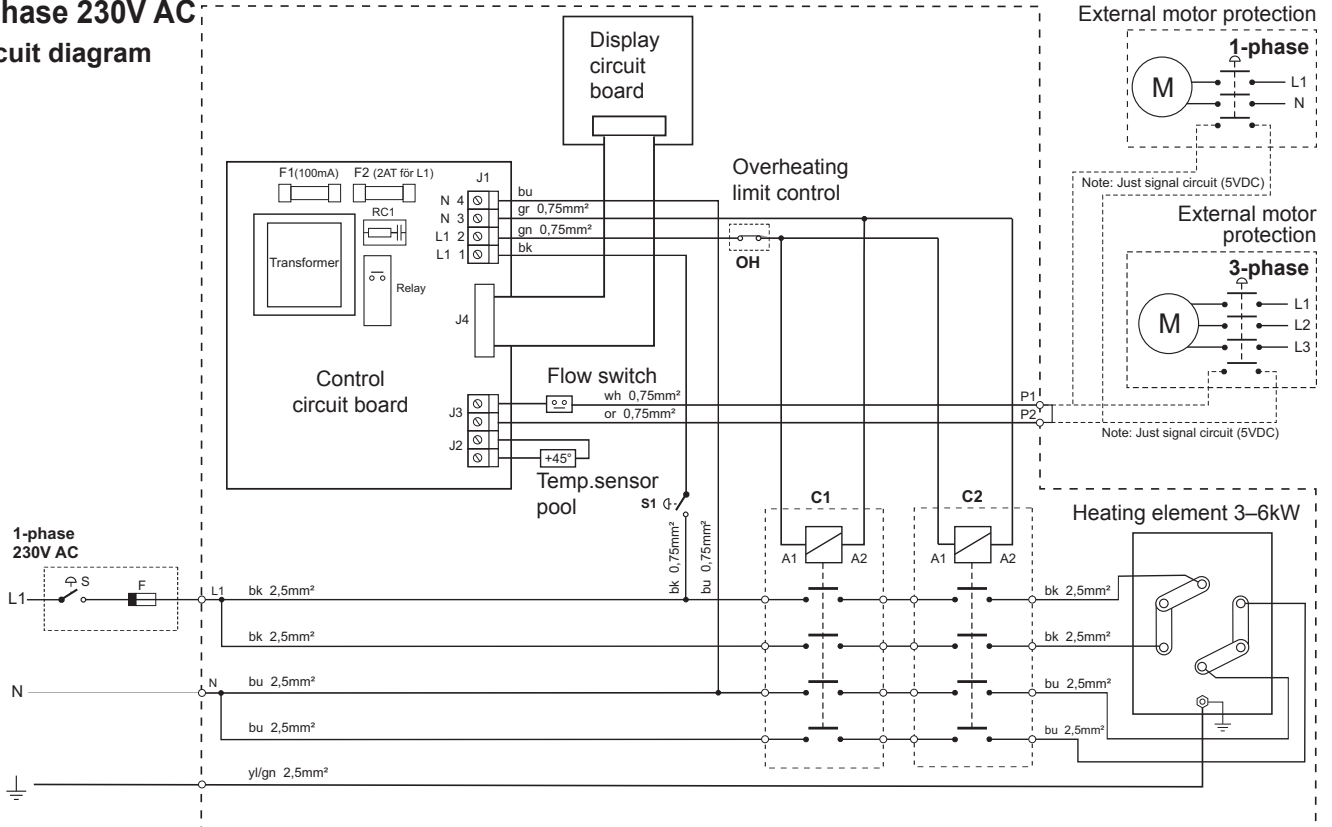 hase 230V AC
cuit diagram
Display
circuit
board
External motor protection
1-phase
M
L1
N
Note: Just signal circuit (5VDC)
External motor
protection
3-phase
M
L1
L2
L3
Note: Just signal circuit (5VDC)
F1(100mA)
F2 (2AT för L1)
J1
RC1
Transformer
Relay
N 4
N 3
L1 2
L1 1
bu
gr 0,75mm²
gn 0,75mm²
bk
Overheating
limit control
OH
J4
Control
circuit board
Flow switch
J3
wh 0,75mm²
or 0,75mm²
P1
P2
J2
+45°
Temp.sensor
pool
S1
bk 0,75mm²
bu 0,75mm²
C1
A1
A2
C2
A1
A2
Heating element 3–6kW
1-phase
230V AC
L1
S
F
L1
bk 2,5mm²
bk 2,5mm²
bk 2,5mm²
bk 2,5mm²
N
N
bu 2,5mm²
bu 2,5mm²
bu 2,5mm²
bu 2,5mm²
yl/gn 2,5mm²